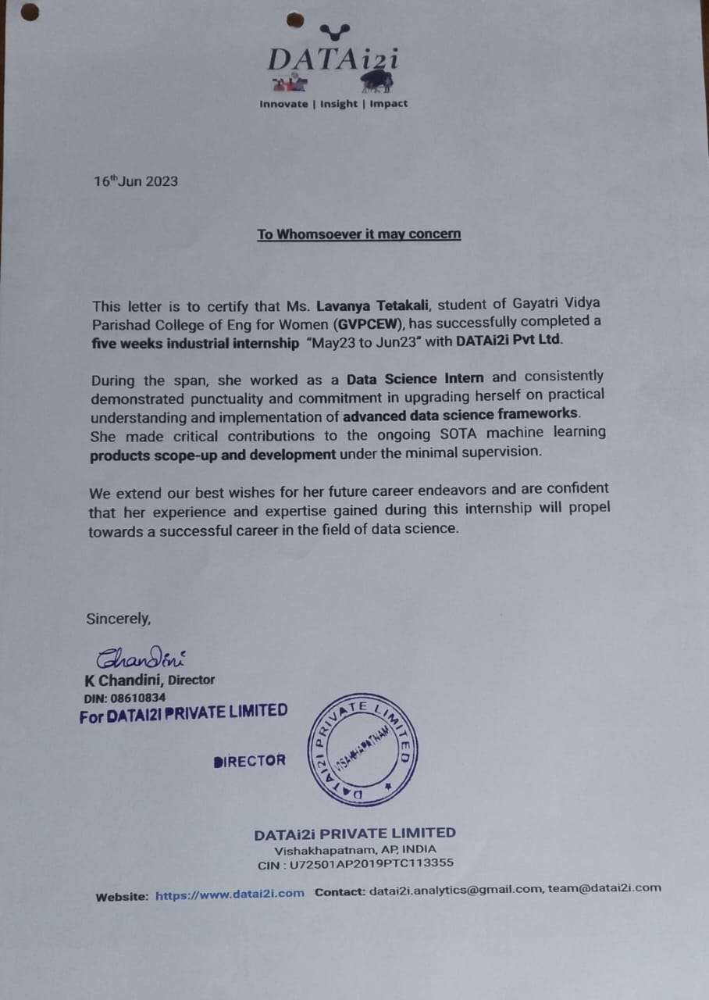 DATAi2i
Innovate | Insight | Impact
16th Jun 2023
To Whomsoever it may concern
This letter is to certify that Ms. Lavanya Tetakali, student of Gayatri Vidya
Parishad College of Eng for Women (GVPCEW), has successfully completed a
five weeks industrial internship "May23 to Jun23" with DATAi2i Pvt Ltd.
During the span, she worked as a Data Science Intern and consistently
demonstrated punctuality and commitment in upgrading herself on practical
understanding and implementation of advanced data science frameworks.
She made critical contributions to the ongoing SOTA machine learning
products scope-up and development under the minimal supervision.
We extend our best wishes for her future career endeavors and are confident
that her experience and expertise gained during this internship will propel
towards a successful career in the field of data science.
Sincerely,
Chandini
K Chandini, Director
DIN: 08610834
For DATAI2I PRIVATE LIMITED
DIRECTOR
DATAI2I PRIVATE LIMITED
VISAKHAPATNAM
DATAi2i PRIVATE LIMITED
Vishakhapatnam, AP, INDIA
CIN : U72501AP2019PTC113355
Website: https://www.datai2i.com Contact: datai2i.analytics@gmail.com, team@datai2i.com